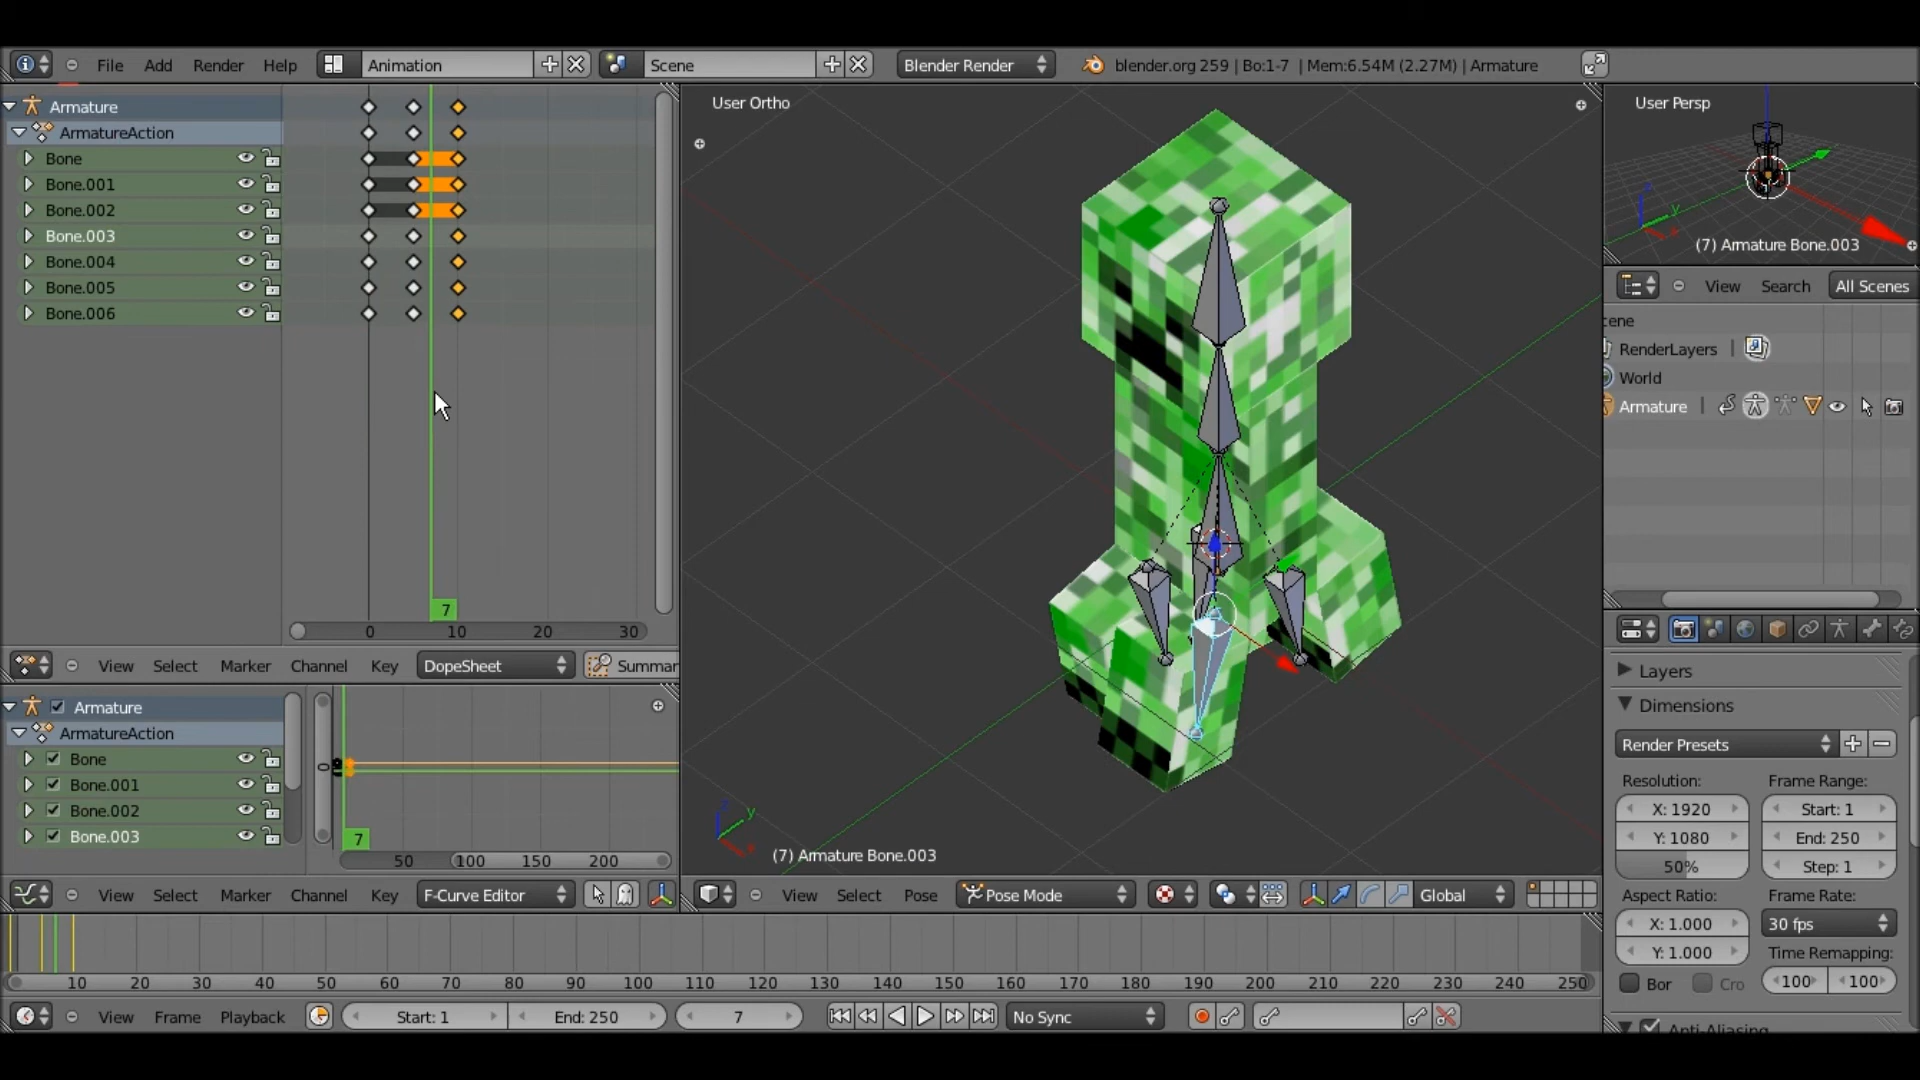 File Add Render Help Animation Scene Blender Render blender.org 259 | Bo:1-7 | Mem:6.54M (2.27M) | Armature
Armature
ArmatureAction
Bone
Bone.001
Bone.002
Bone.003
Bone.004
Bone.005
Bone.006
7
0 10 20 30
View Select Marker Channel Key DopeSheet Summar
Armature
ArmatureAction
Bone
Bone.001
Bone.002
Bone.003
0
7
50 100 150 200
View Select Marker Channel Key F-Curve Editor
User Ortho
(7) Armature Bone.003
View Select Pose Pose Mode Global
User Persp
(7) Armature Bone.003
View Search All Scenes
cene
RenderLayers
World
Armature
Layers
Dimensions
Render Presets
Resolution: Frame Range:
X: 1920 Start: 1
Y: 1080 End: 250
50% Step: 1
Aspect Ratio: Frame Rate:
X: 1.000 30 fps
Y: 1.000 Time Remapping:
Bor Cro 100 100
Anti-Aliasing
10 20 30 40 50 60 70 80 90 100 110 120 130 140 150 160 170 180 190 200 210 220 230 240 250
View Frame Playback Start: 1 End: 250 7 No Sync